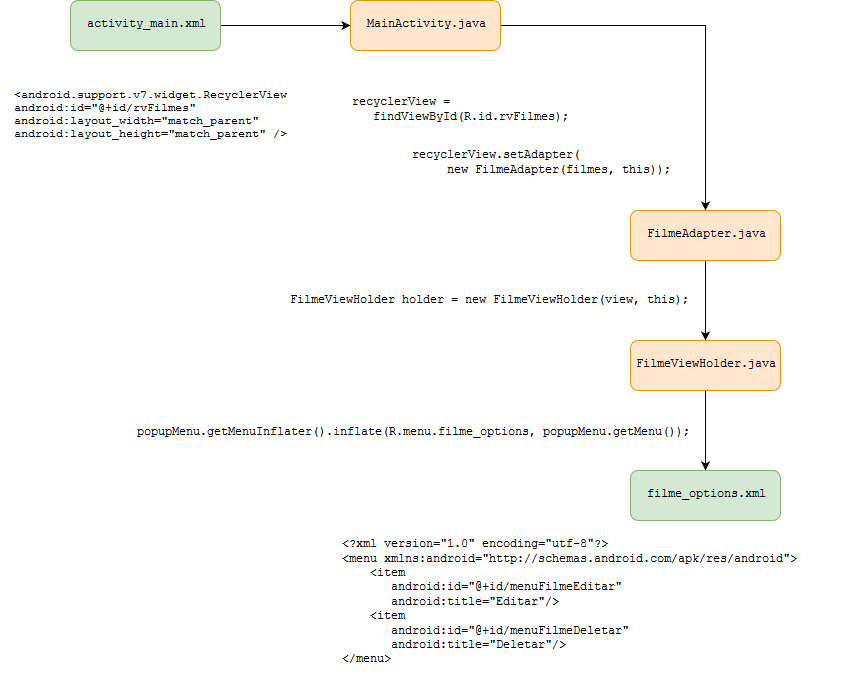 activity_main.xml
MainActivity.java
<android.support.v7.widget.RecyclerView
android:id="@+id/rvFilmes"
android:layout_width="match_parent"
android:layout_height="match_parent" />
recyclerView =
findViewById(R.id.rvFilmes);
recyclerView.setAdapter(
new FilmeAdapter(filmes, this));
FilmeAdapter.java
FilmeViewHolder holder = new FilmeViewHolder(view, this);
FilmeViewHolder.java
popupMenu.getMenuInflater().inflate(R.menu.filme_options, popupMenu.getMenu());
filme_options.xml
<?xml version="1.0" encoding="utf-8"?>
<menu xmlns:android="http://schemas.android.com/apk/res/android">
<item
android:id="@+id/menuFilmeEditar"
android:title="Editar"/>
<item
android:id="@+id/menuFilmeDeletar"
android:title="Deletar"/>
</menu>